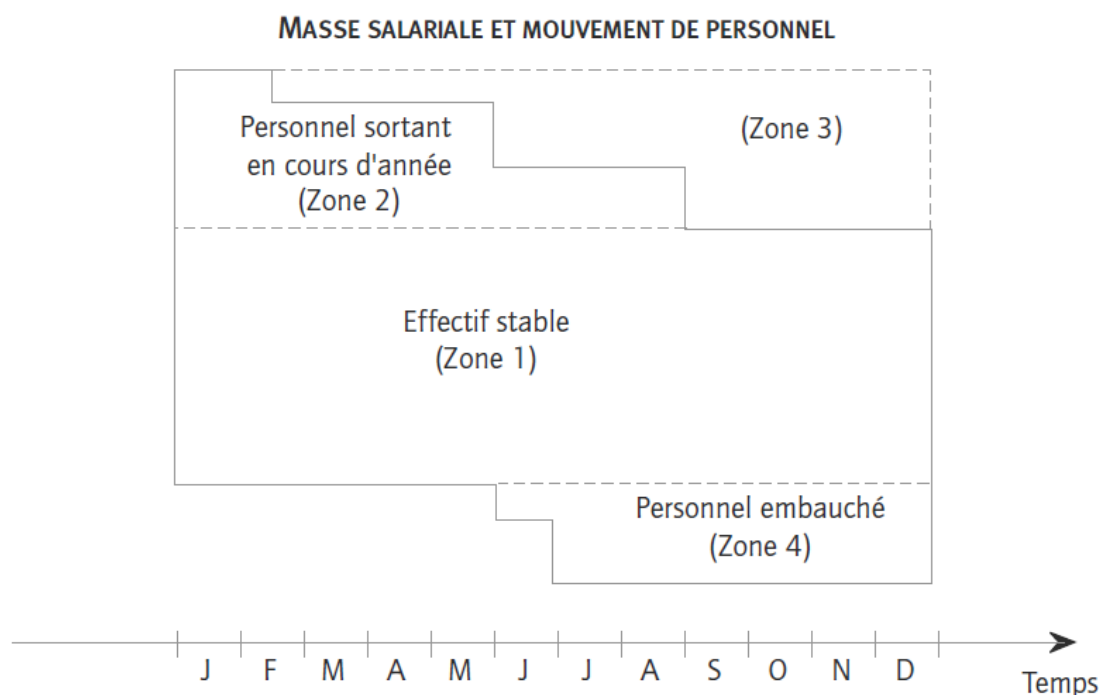 MASSE SALARIALE ET MOUVEMENT DE PERSONNEL
Personnel sortant
en cours d'année
(Zone 2)
(Zone 3)
Effectif stable
(Zone 1)
Personnel embauché
(Zone 4)
J F M A M J J A S O N D
Temps